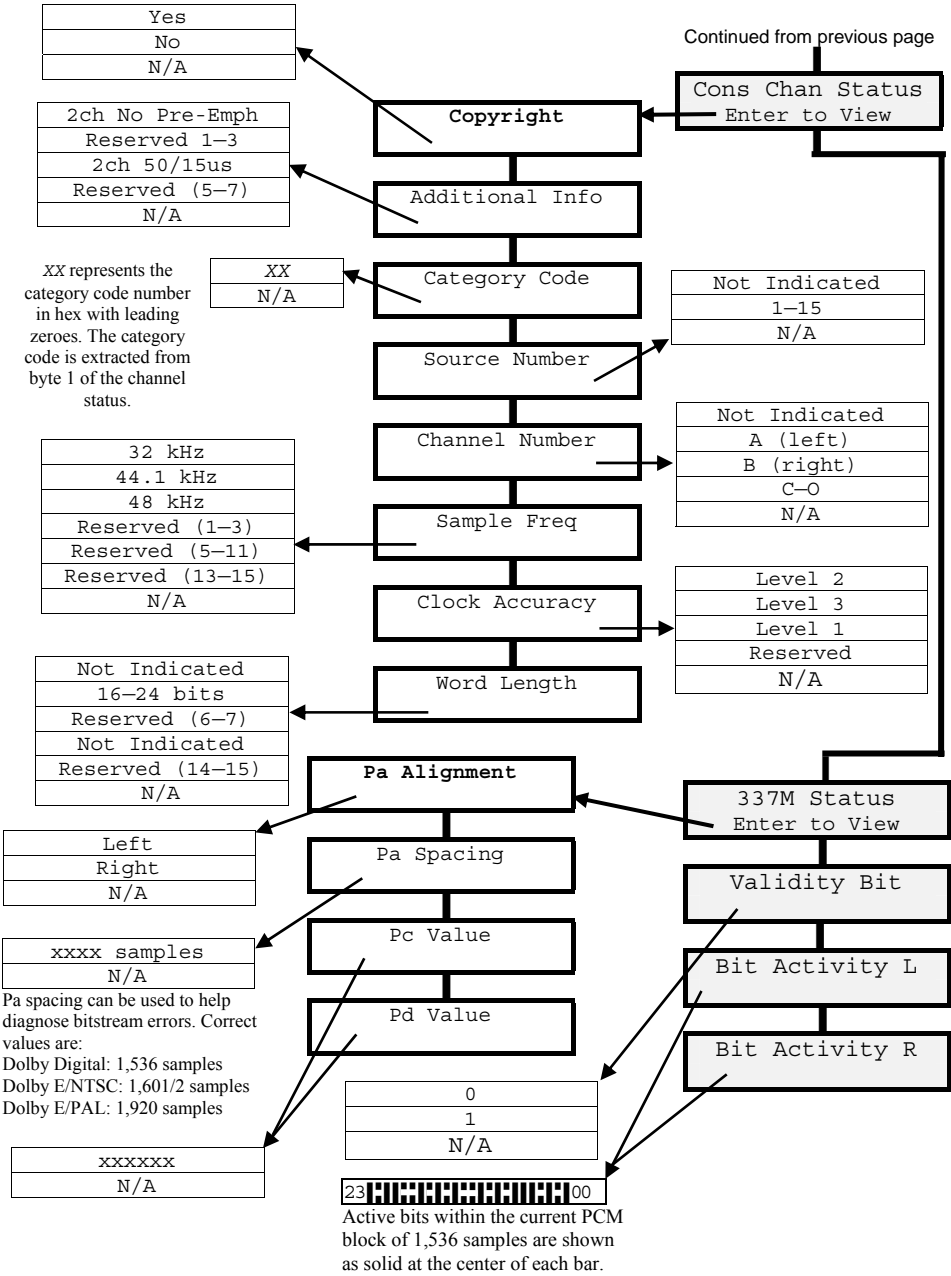 Continued from previous page
Cons Chan Status
Enter to View
Yes
No
N/A
Copyright
2ch No Pre-Emph
Reserved 1–3
2ch 50/15us
Reserved (5–7)
N/A
Additional Info
XX represents the
category code number
in hex with leading
zeroes. The category
code is extracted from
byte 1 of the channel
status.
XX
N/A
Category Code
Not Indicated
1–15
N/A
Source Number
Not Indicated
A (left)
B (right)
C–O
N/A
Channel Number
32 kHz
44.1 kHz
48 kHz
Reserved (1–3)
Reserved (5–11)
Reserved (13–15)
N/A
Sample Freq
Level 2
Level 3
Level 1
Reserved
N/A
Clock Accuracy
Not Indicated
16–24 bits
Reserved (6–7)
Not Indicated
Reserved (14–15)
N/A
Word Length
Pa Alignment
337M Status
Enter to View
Left
Right
N/A
Pa Spacing
Validity Bit
xxxx samples
N/A
Pa spacing can be used to help
diagnose bitstream errors. Correct
values are:
Dolby Digital: 1,536 samples
Dolby E/NTSC: 1,601/2 samples
Dolby E/PAL: 1,920 samples
Pc Value
Bit Activity L
Pd Value
Bit Activity R
xxxxxx
N/A
0
1
N/A
23 00
Active bits within the current PCM
block of 1,536 samples are shown
as solid at the center of each bar.